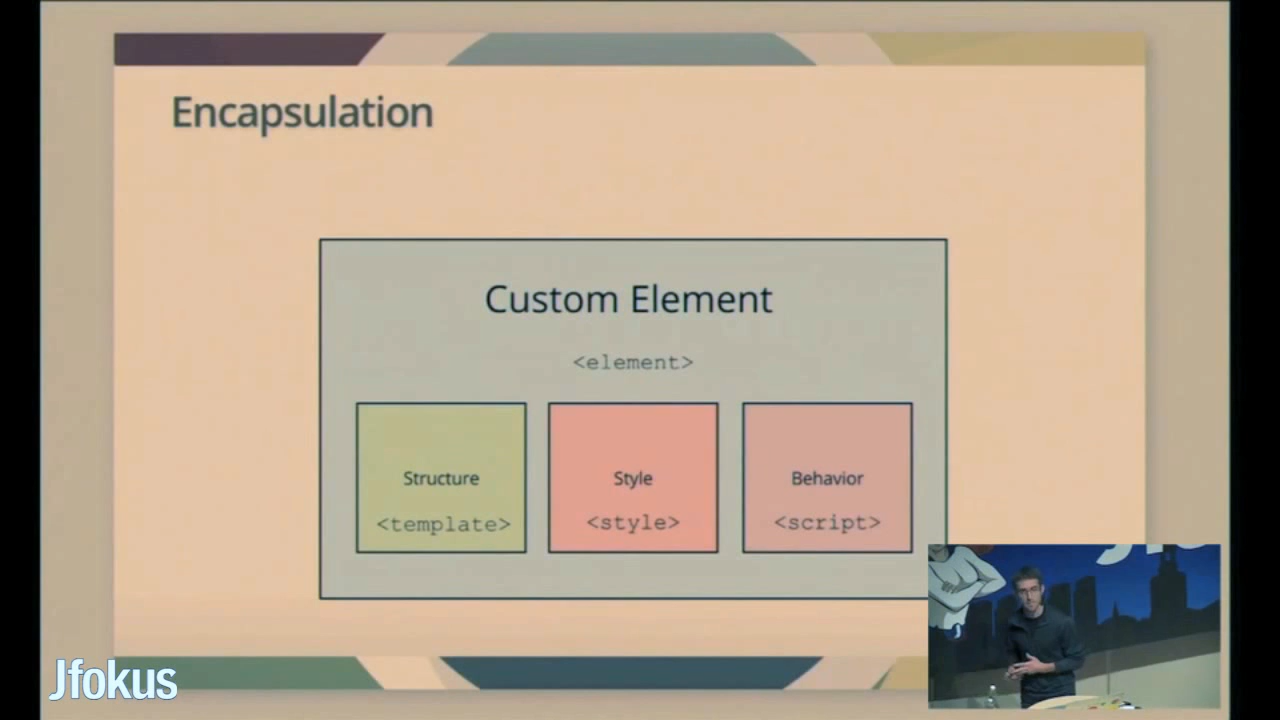 Encapsulation
Custom Element
<element>
Structure
Style
Behavior
<template>
<style>
<script>
Jfokus